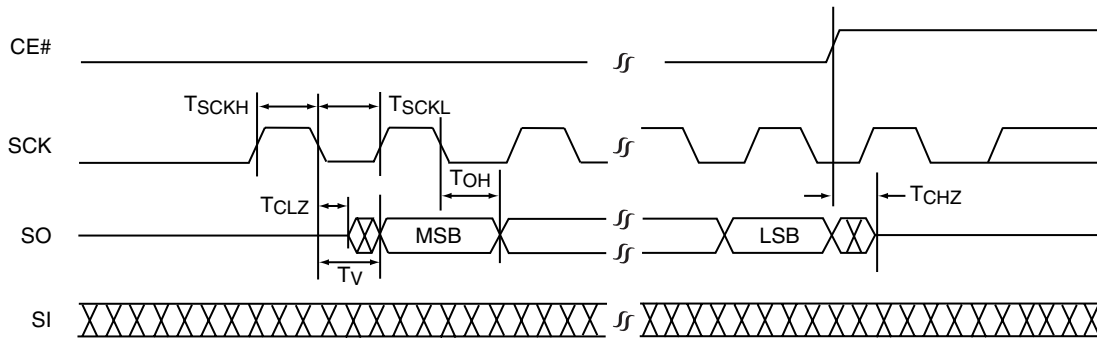 CE#
TSCKH
TSCKL
SCK
TOH
TCLZ
TCHZ
SO
MSB
LSB
TV
SI